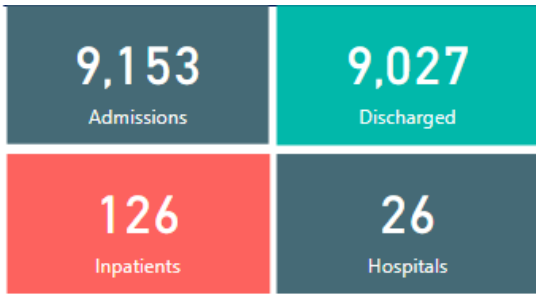 9,153
Admissions
9,027
Discharged
126
Inpatients
26
Hospitals